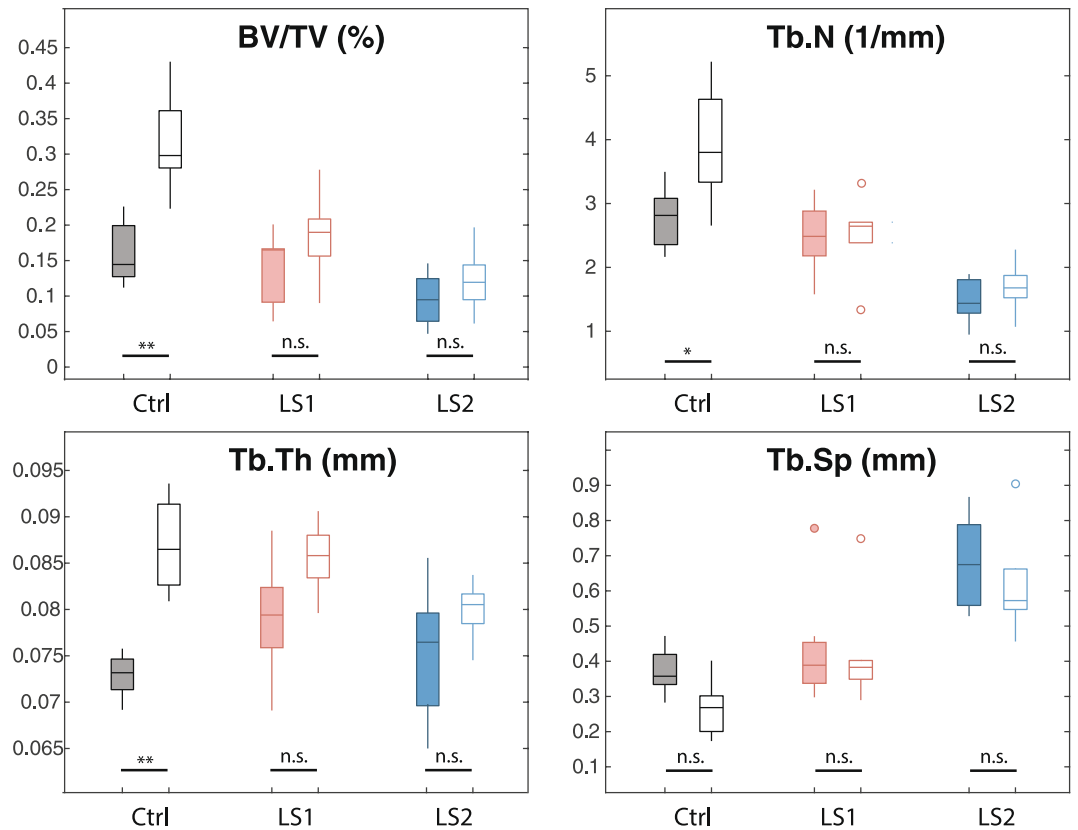 BV/TV (%)
0.45
0.4
0.35
0.3
0.25
0.2
0.15
0.1
0.05
0
** n.s. n.s.
Ctrl LS1 LS2
Tb.N (1/mm)
5
4
3
2
1
* n.s. n.s.
Ctrl LS1 LS2
Tb.Th (mm)
0.095
0.09
0.085
0.08
0.075
0.07
0.065
** n.s. n.s.
Ctrl LS1 LS2
Tb.Sp (mm)
0.9
0.8
0.7
0.6
0.5
0.4
0.3
0.2
0.1
n.s. n.s. n.s.
Ctrl LS1 LS2